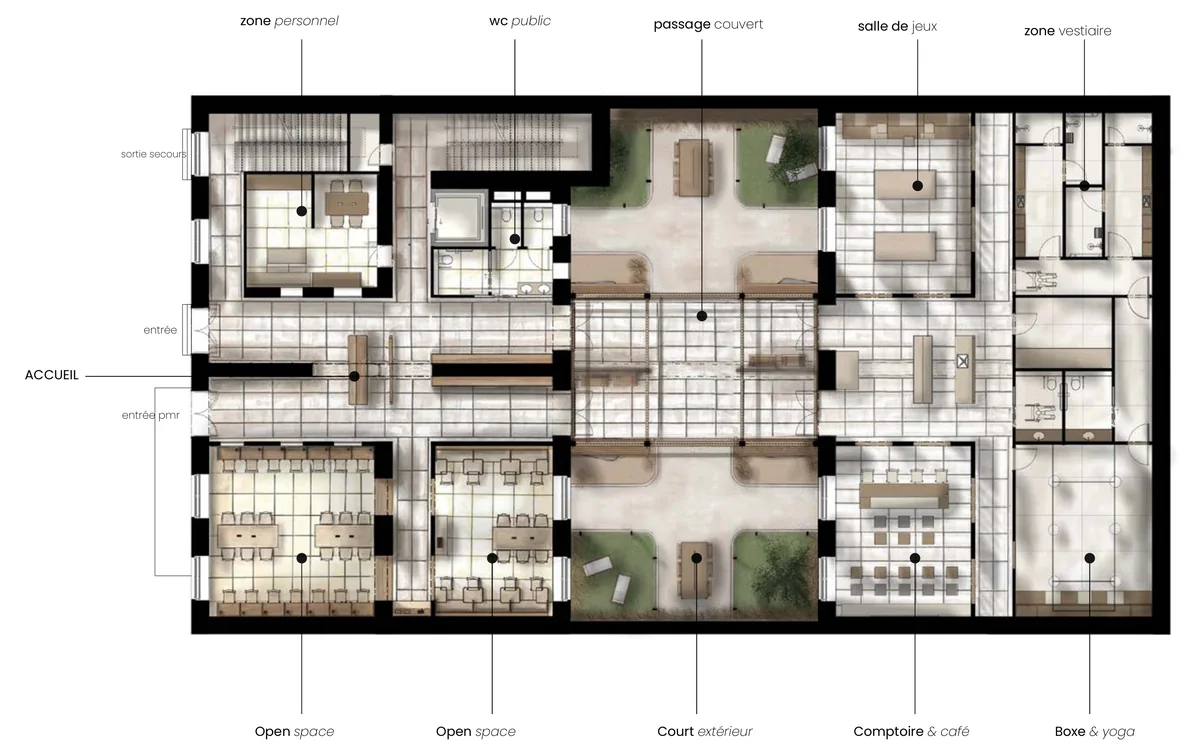 zone personnel
wc public
passage couvert
salle de jeux
zone vestiaire
sortie secours
entrée
ACCUEIL
entrée pmr
Open space
Open space
Court extérieur
Comptoire & café
Boxe & yoga